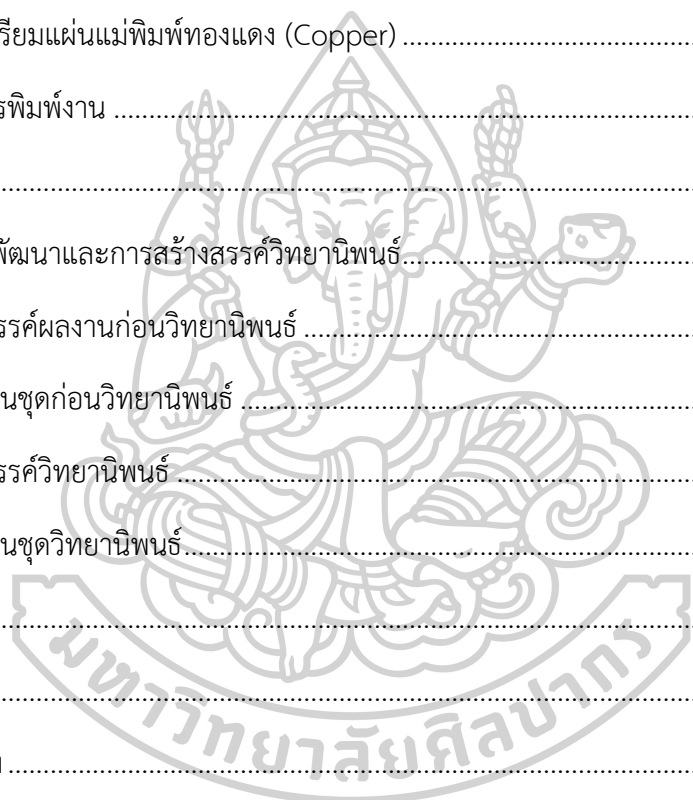 รียมแผ่นแม่พิมพ์ทองแดง (Copper) ........................................
รพิมพ์งาน ................................................................................
................................................................................................
พัฒนาและการสร้างสรรค์วิทยานิพนธ์........................................
รรค์ผลงานก่อนวิทยานิพนธ์ ......................................................
นชุดก่อนวิทยานิพนธ์ ................................................................
รรค์วิทยานิพนธ์ ........................................................................
นชุดวิทยานิพนธ์........................................................................
................................................................................................
................................................................................................
มหาวิทยาลัยศิลปากร